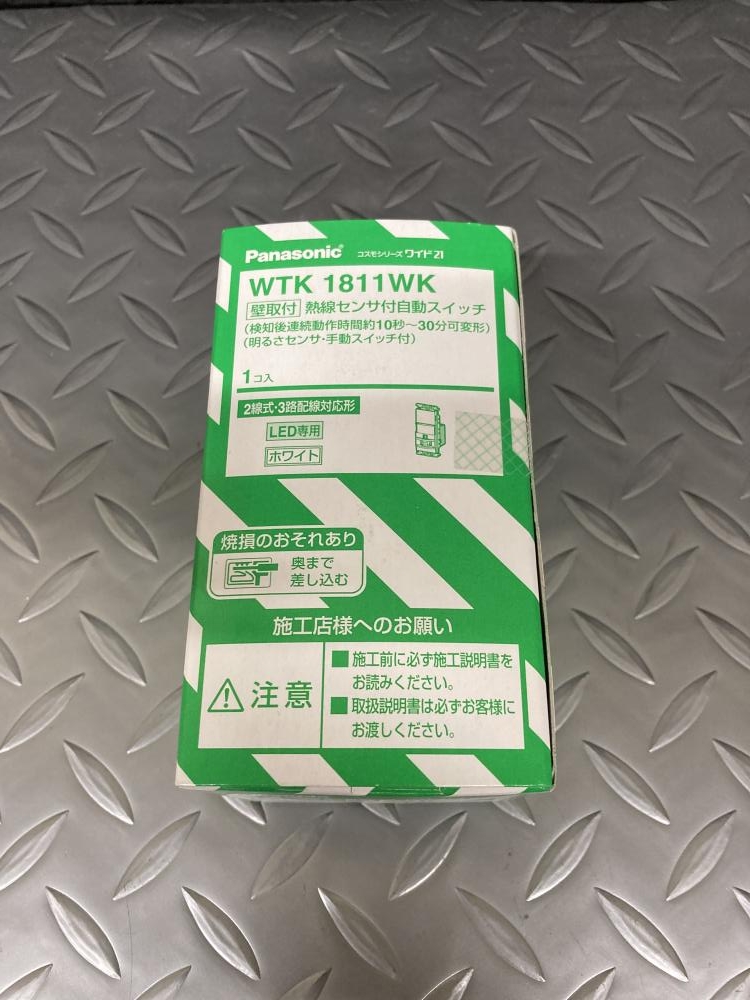 Panasonic® コスモシリーズ ワイド21
WTK 1811WK
壁取付 熱線センサ付自動スイッチ
(検知後連続動作時間約10秒~30分可変形)
(明るさセンサ・手動スイッチ付)
1コ入
2線式・3路配線対応形
LED専用
ホワイト
焼損のおそれあり
奥まで
差し込む
施工店様へのお願い
注意
■施工前に必ず施工説明書を
お読みください。
■取扱説明書は必ずお客様に
お渡しください。